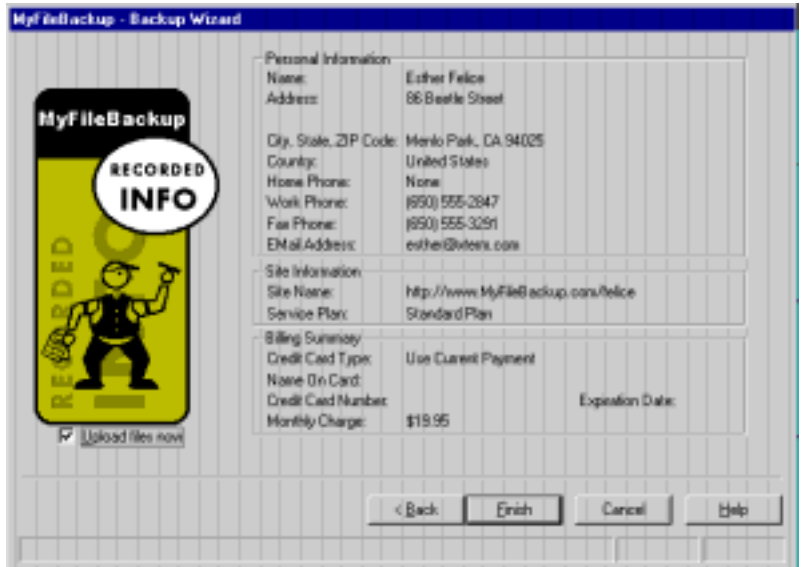 MyFileBackup - Backup Wizard
MyFileBackup
RECORDED
INFO
RECORDED
Upload files now
Personal Information
Name: Esther Felice
Address: 86 Beetle Street
City, State, ZIP Code: Menlo Park, CA 94025
Country: United States
Home Phone: None
Work Phone: (650) 555-2847
Fax Phone: (650) 555-3291
EMail Address:
Site Information
Site Name: http://www.MyFileBackup.com/felice
Service Plan: Standard Plan
Billing Summary
Credit Card Type: Use Current Payment
Name On Card:
Credit Card Number: Expiration Date:
Monthly Charge: $19.95
< Back Finish Cancel Help